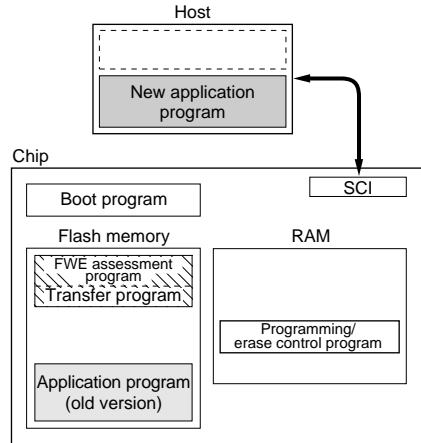 Host
New application
program
Chip
SCI
Boot program
Flash memory
RAM
FWE assessment
program
Transfer program
Programming/
erase control program
Application program
(old version)